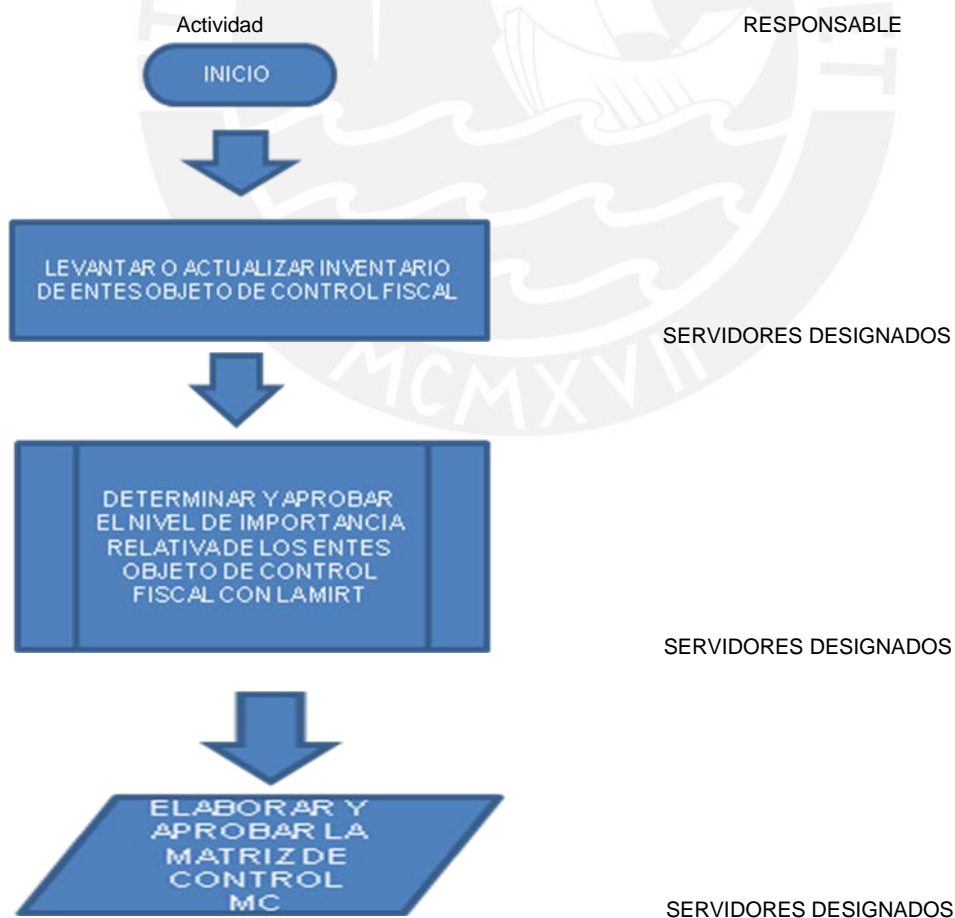 Actividad RESPONSABLE
INICIO
LEVANTAR O ACTUALIZAR INVENTARIO
DE ENTES OBJETO DE CONTROL FISCAL
SERVIDORES DESIGNADOS
DETERMINAR Y APROBAR
EL NIVEL DE IMPORTANCIA
RELATIVA DE LOS ENTES
OBJETO DE CONTROL
FISCAL CON LA MIRT
SERVIDORES DESIGNADOS
ELABORAR Y
APROBAR LA
MATRIZ DE
CONTROL
MC
SERVIDORES DESIGNADOS
MCMXVII